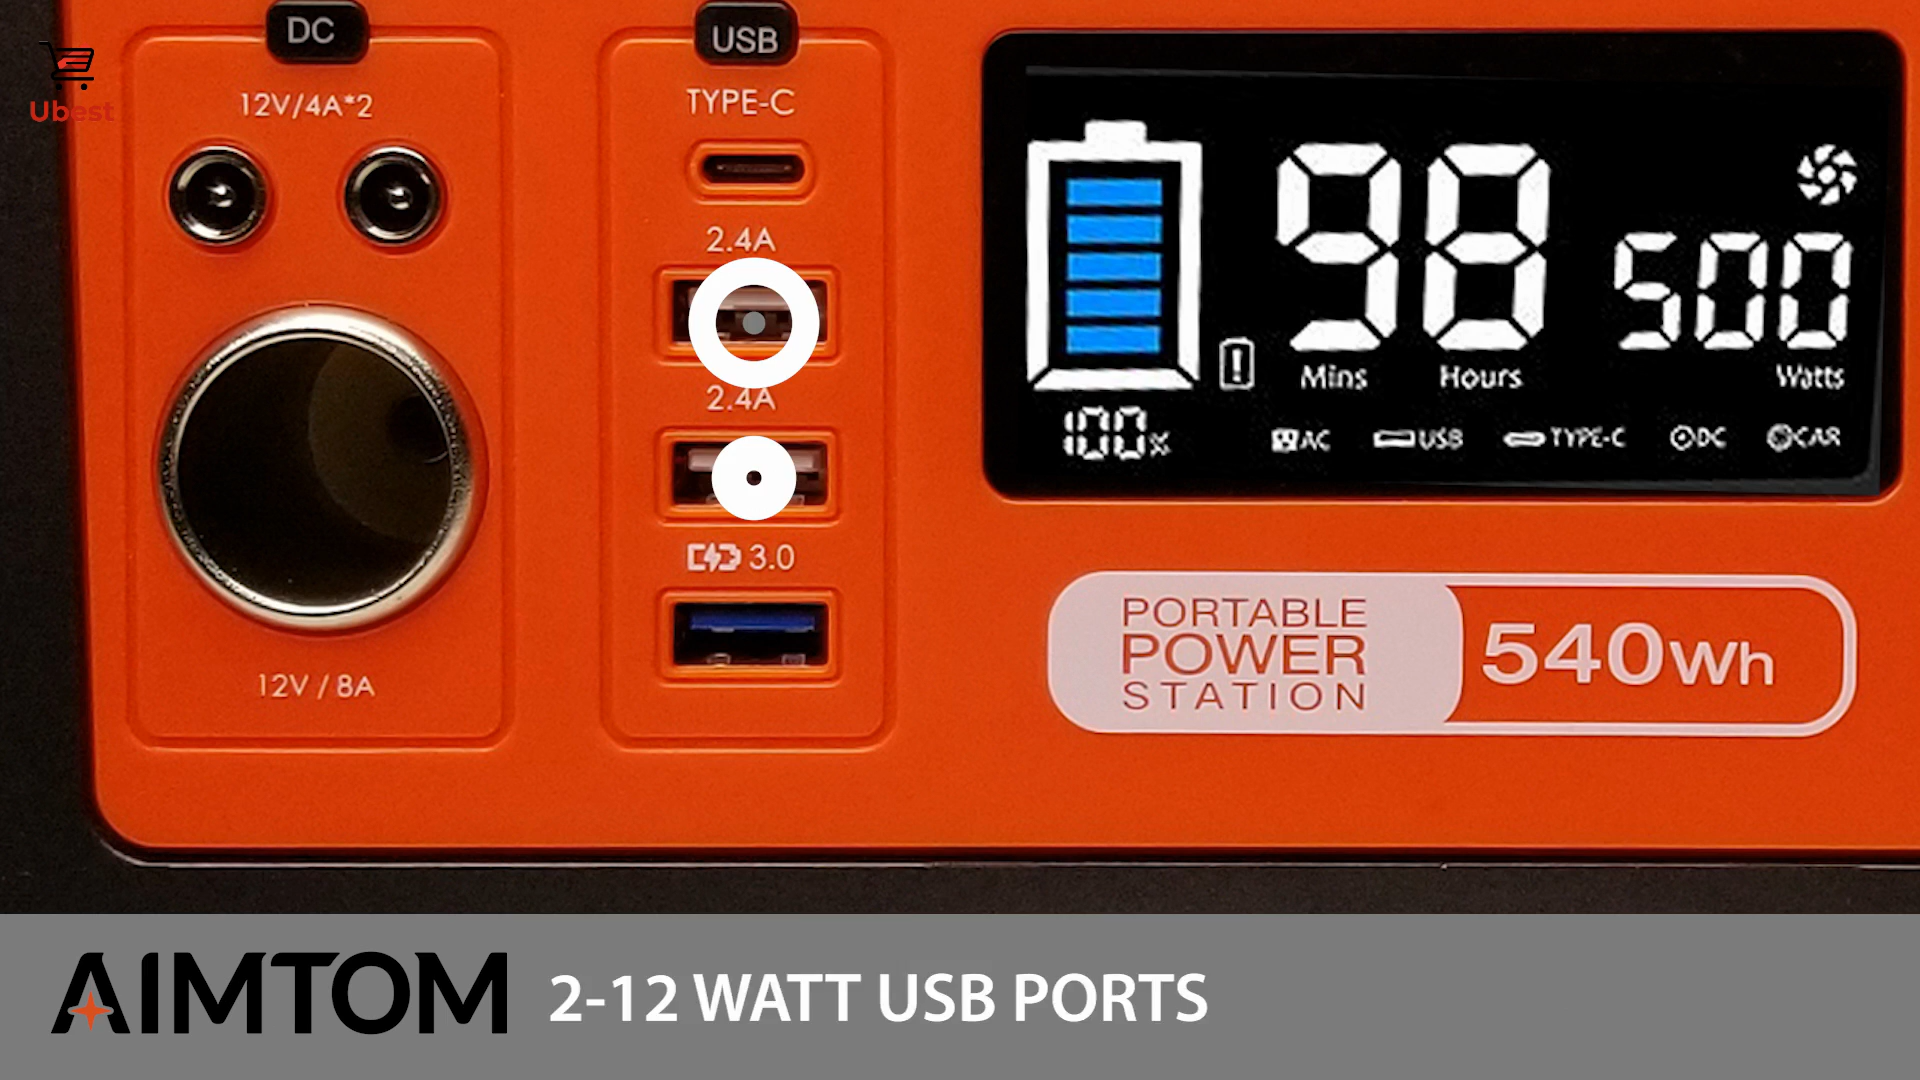 Ubest
DC
12V/4A*2
12V / 8A
USB
TYPE-C
2.4A
2.4A
3.0
98
500
Mins
Hours
Watts
100%
AC
USB
TYPE-C
DC
CAR
PORTABLE
POWER
STATION
540Wh
AIMTOM
2-12 WATT USB PORTS